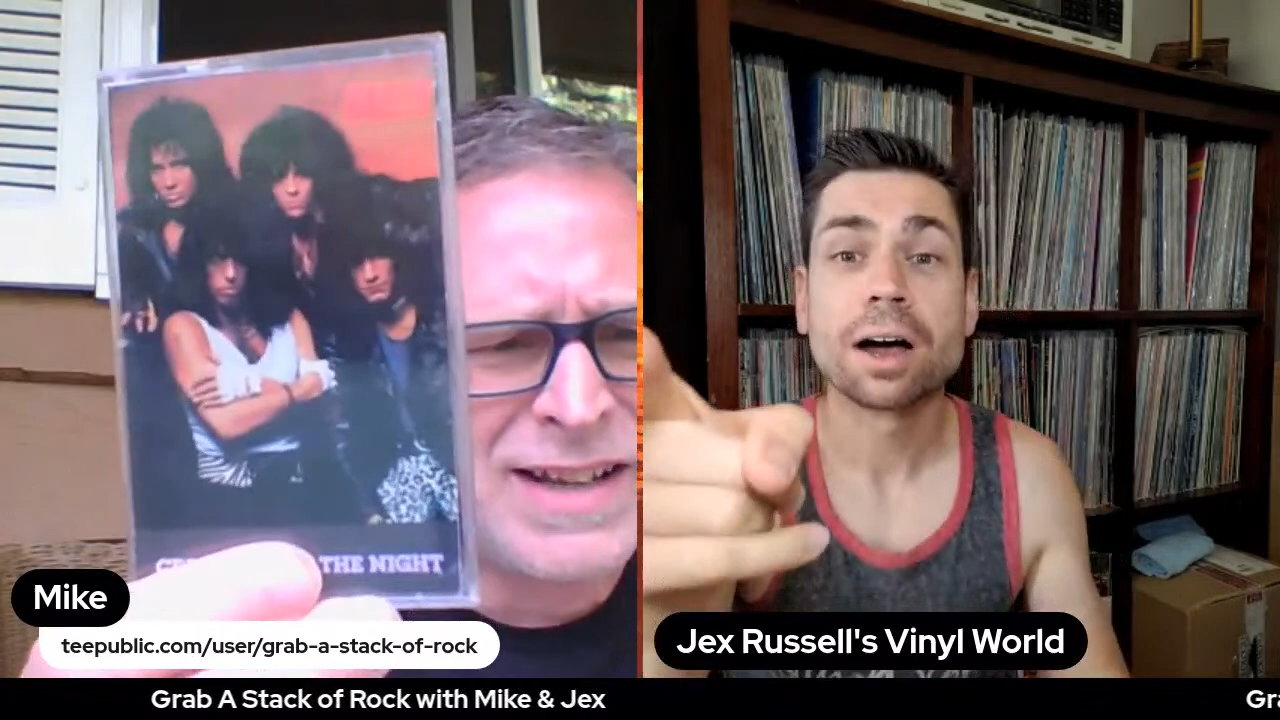 THE NIGHT
Mike
teepublic.com/user/grab-a-stack-of-rock
Jex Russell's Vinyl World
Grab A Stack of Rock with Mike & Jex